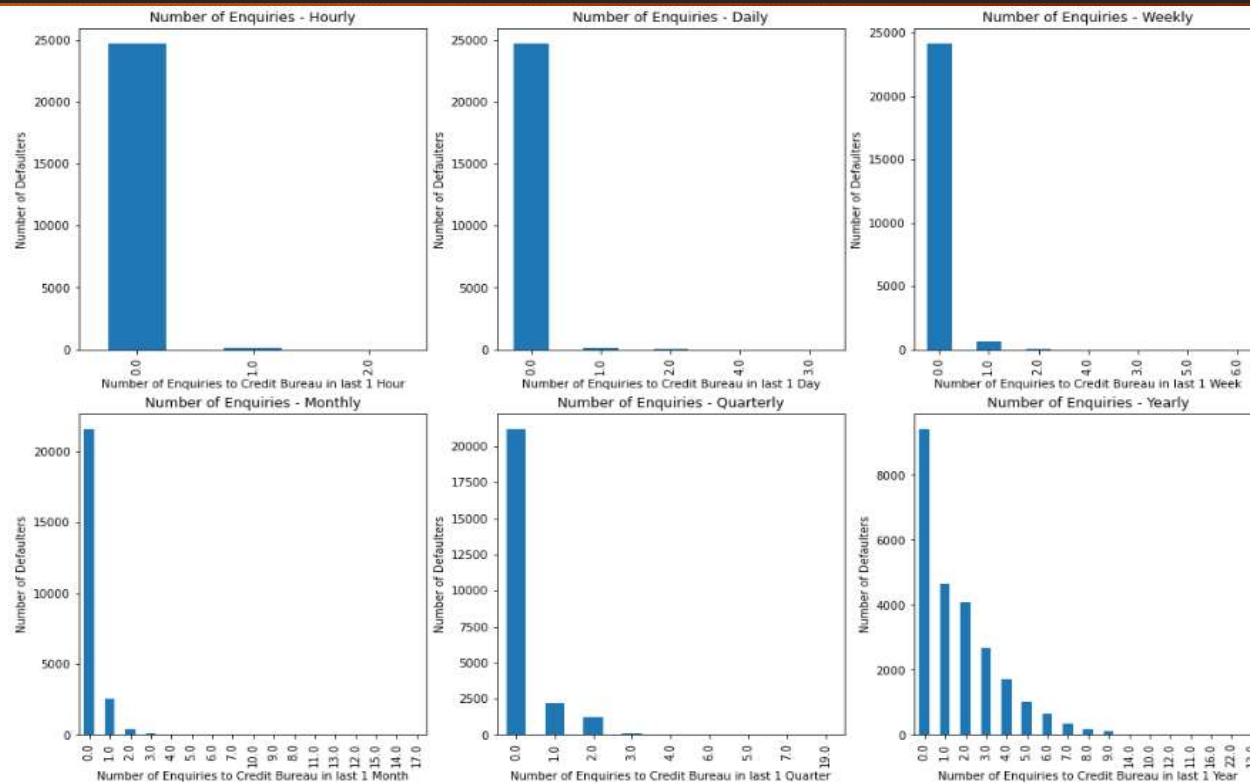 Number of Enquiries - Hourly
25000
20000
15000
10000
5000
0
Number of Defaulters
0.0 1.0 2.0
Number of Enquiries to Credit Bureau in last 1 Hour
Number of Enquiries - Daily
25000
20000
15000
10000
5000
0
Number of Defaulters
0.0 1.0 2.0 4.0 3.0
Number of Enquiries to Credit Bureau in last 1 Day
Number of Enquiries - Weekly
25000
20000
15000
10000
5000
0
Number of Defaulters
0.0 1.0 2.0 4.0 3.0 5.0 6.0
Number of Enquiries to Credit Bureau in last 1 Week
Number of Enquiries - Monthly
20000
15000
10000
5000
0
Number of Defaulters
0.0 1.0 2.0 3.0 4.0 5.0 6.0 7.0 10.0 9.0 8.0 11.0 13.0 12.0 15.0 14.0 17.0
Number of Enquiries to Credit Bureau in last 1 Month
Number of Enquiries - Quarterly
20000
17500
15000
12500
10000
7500
5000
2500
0
Number of Defaulters
0.0 1.0 2.0 3.0 4.0 6.0 5.0 7.0 19.0
Number of Enquiries to Credit Bureau in last 1 Quarter
Number of Enquiries - Yearly
8000
6000
4000
2000
0
Number of Defaulters
0.0 1.0 2.0 3.0 4.0 5.0 6.0 7.0 8.0 9.0 14.0 10.0 12.0 11.0 16.0 22.0
Number of Enquiries to Credit Bureau in last 1 Year